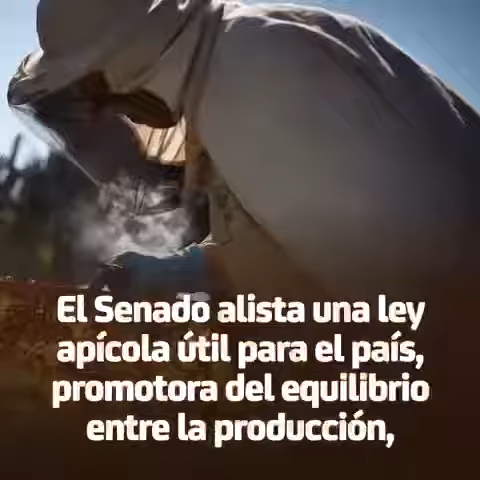 El Senado alista una ley
apícola útil para el país,
promotora del equilibrio
entre la producción,